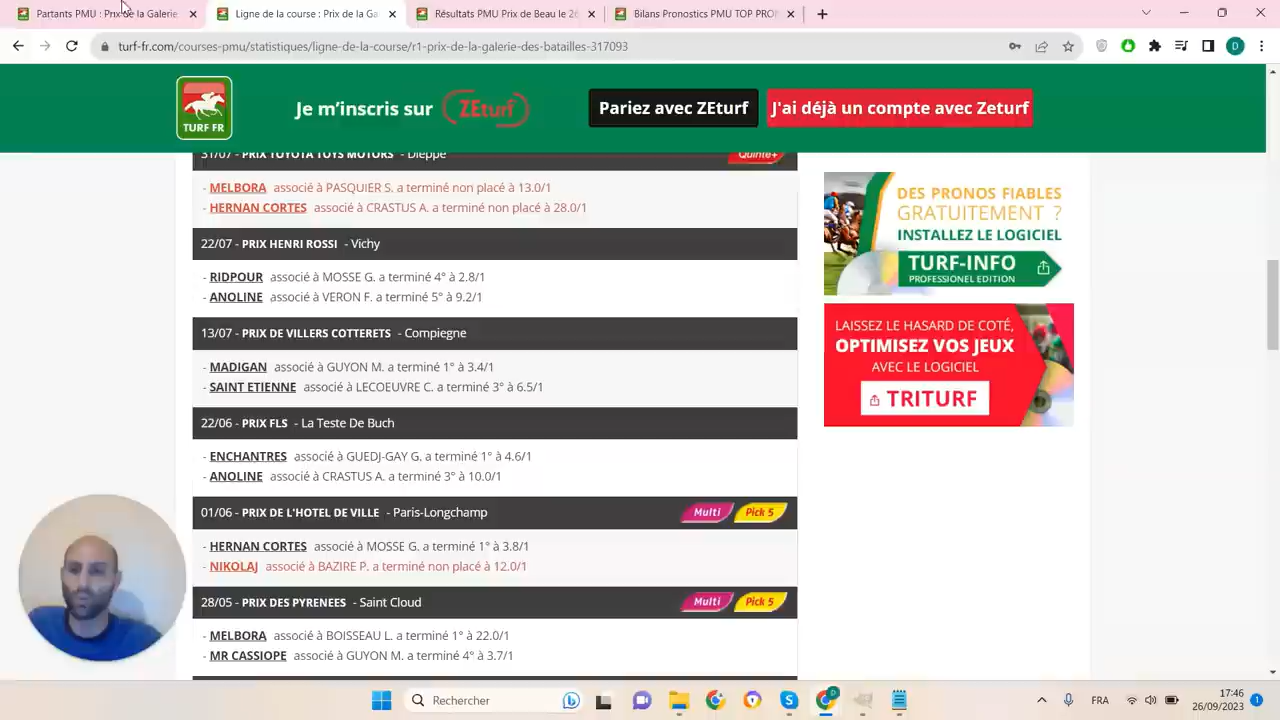 Partants PMU : Prix de la Galerie
Ligne de la course : Prix de la Ga
Résultats PMU Prix de Beau le 26
Bilans Pronostics PMU TOP PRO
turf-fr.com/courses-pmu/statistiques/ligne-de-la-course/r1-prix-de-la-galerie-des-batailles-317093
D
TURF FR
Je m'inscris sur ZEturf
Pariez avec ZEturf
J'ai déjà un compte avec Zeturf
31/07 - PRIX TOYOTA TOYS MOTORS - Dieppe
Quinté+
- MELBORA associé à PASQUIER S. a terminé non placé à 13.0/1
- HERNAN CORTES associé à CRASTUS A. a terminé non placé à 28.0/1
22/07 - PRIX HENRI ROSSI - Vichy
- RIDPOUR associé à MOSSE G. a terminé 4° à 2.8/1
- ANOLINE associé à VERON F. a terminé 5° à 9.2/1
13/07 - PRIX DE VILLERS COTTERETS - Compiegne
- MADIGAN associé à GUYON M. a terminé 1° à 3.4/1
- SAINT ETIENNE associé à LECOEUVRE C. a terminé 3° à 6.5/1
22/06 - PRIX FLS - La Teste De Buch
- ENCHANTRES associé à GUEDJ-GAY G. a terminé 1° à 4.6/1
- ANOLINE associé à CRASTUS A. a terminé 3° à 10.0/1
01/06 - PRIX DE L'HOTEL DE VILLE - Paris-Longchamp
Multi Pick 5
- HERNAN CORTES associé à MOSSE G. a terminé 1° à 3.8/1
- NIKOLAJ associé à BAZIRE P. a terminé non placé à 12.0/1
28/05 - PRIX DES PYRENEES - Saint Cloud
Multi Pick 5
- MELBORA associé à BOISSEAU L. a terminé 1° à 22.0/1
- MR CASSIOPE associé à GUYON M. a terminé 4° à 3.7/1
DES PRONOS FIABLES
GRATUITEMENT ?
INSTALLEZ LE LOGICIEL
TURF-INFO
PROFESSIONEL EDITION
LAISSEZ LE HASARD DE COTÉ,
OPTIMISEZ VOS JEUX
AVEC LE LOGICIEL
TRITURF
Rechercher
FRA
17:46
26/09/2023